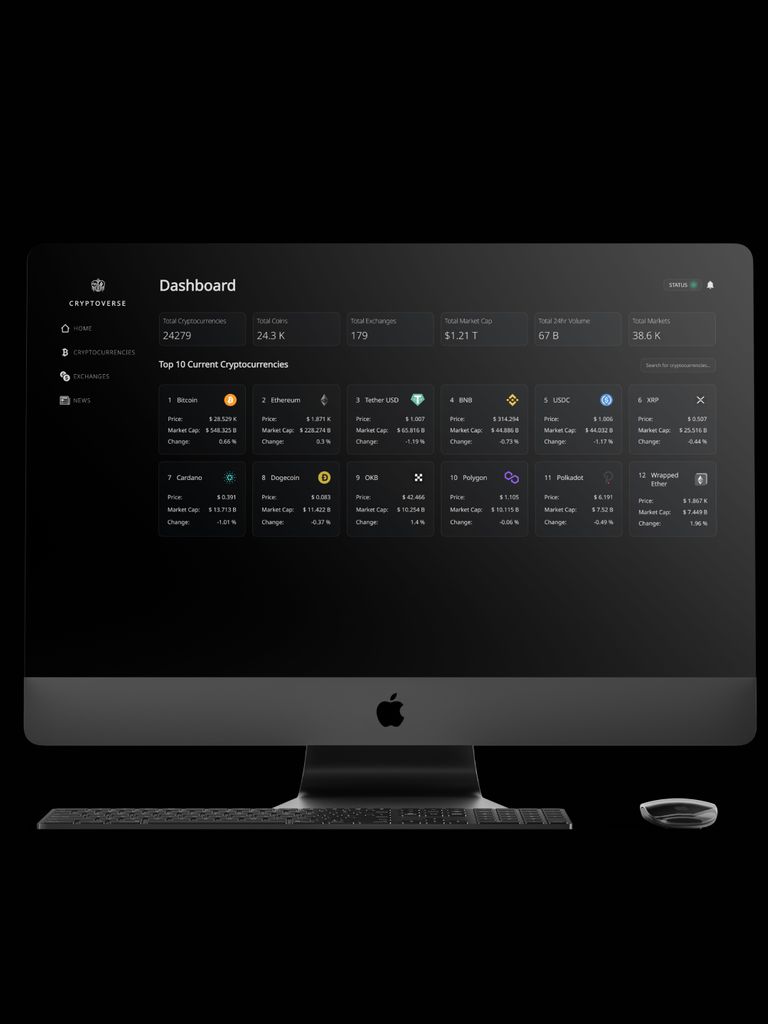 Dashboard
STATUS
CRYPTOVERSE
HOME
CRYPTOCURRENCIES
EXCHANGES
NEWS
Total Cryptocurrencies
24279
Total Coins
24.3 K
Total Exchanges
179
Total Market Cap
$1.21 T
Total 24hr Volume
67 B
Total Markets
38.6 K
Top 10 Current Cryptocurrencies
Search for cryptocurrencies...
1 Bitcoin
Price: $ 28.529 K
Market Cap: $ 548.325 B
Change: 0.66 %
2 Ethereum
Price: $ 1.871 K
Market Cap: $ 228.274 B
Change: 0.3 %
3 Tether USD
Price: $ 1.007
Market Cap: $ 65.816 B
Change: -1.19 %
4 BNB
Price: $ 314.294
Market Cap: $ 44.886 B
Change: -0.73 %
5 USDC
Price: $ 1.006
Market Cap: $ 44.032 B
Change: -1.17 %
6 XRP
Price: $ 0.507
Market Cap: $ 25.516 B
Change: -0.44 %
7 Cardano
Price: $ 0.391
Market Cap: $ 13.713 B
Change: -1.01 %
8 Dogecoin
Price: $ 0.083
Market Cap: $ 11.422 B
Change: -0.37 %
9 OKB
Price: $ 42.466
Market Cap: $ 10.254 B
Change: 1.4 %
10 Polygon
Price: $ 1.105
Market Cap: $ 10.115 B
Change: -0.06 %
11 Polkadot
Price: $ 6.191
Market Cap: $ 7.52 B
Change: -0.49 %
12 Wrapped
Ether
Price: $ 1.867 K
Market Cap: $ 7.449 B
Change: 1.96 %